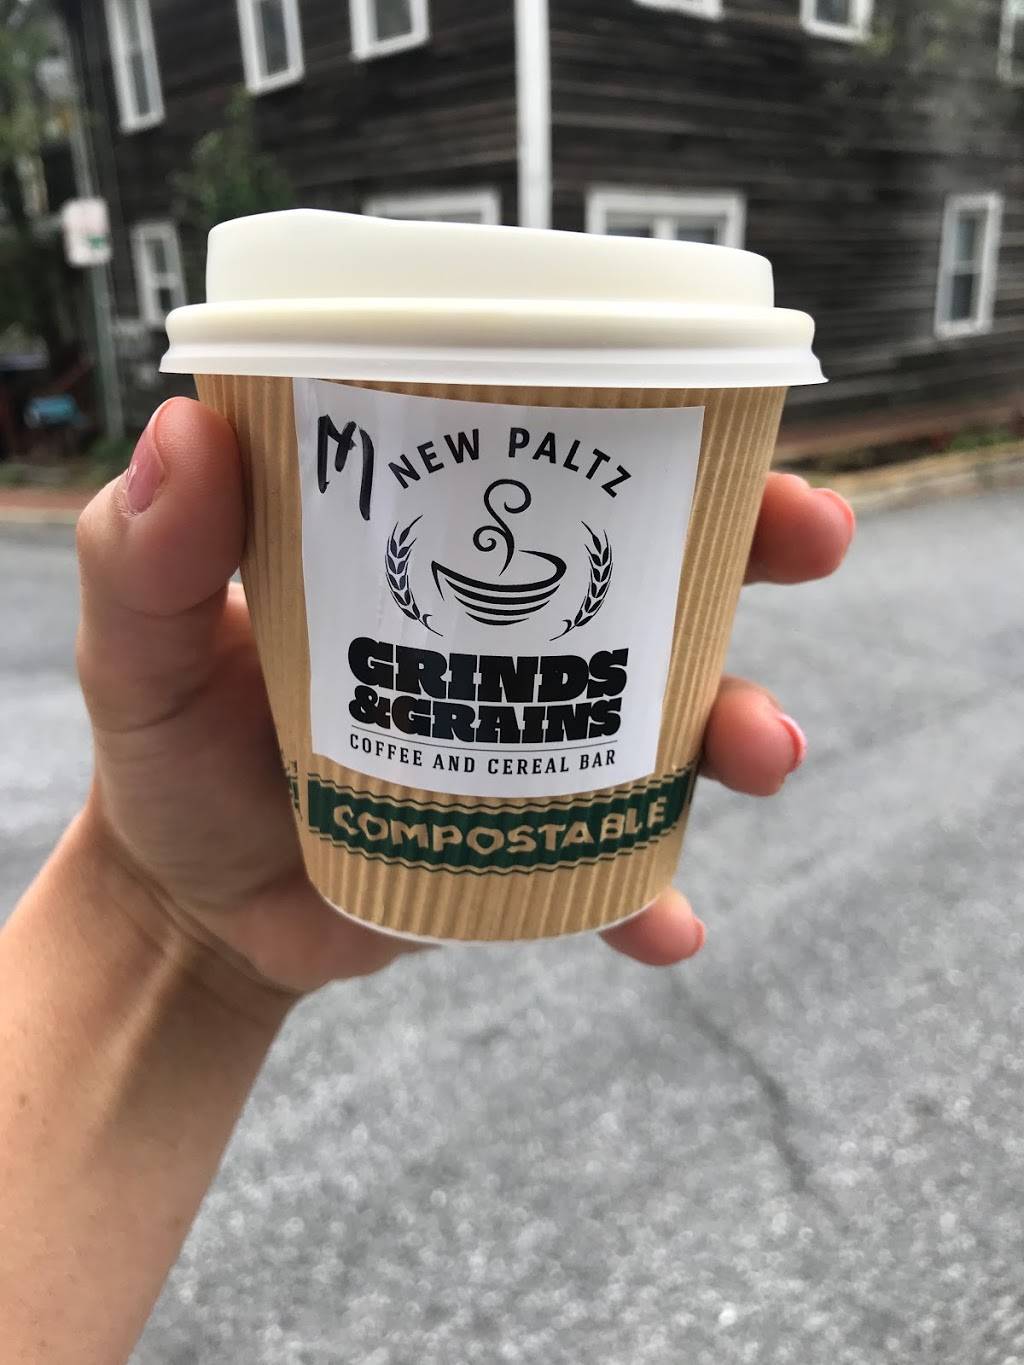 M
NEW PALTZ
GRINDS
&GRAINS
COFFEE AND CEREAL BAR
COMPOSTABLE